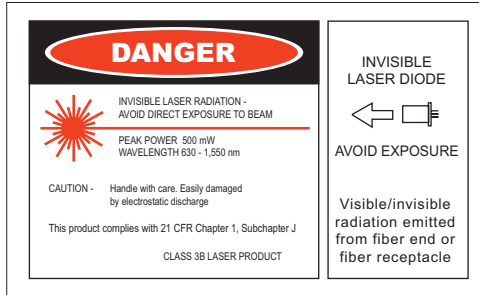 DANGER
INVISIBLE LASER RADIATION -
AVOID DIRECT EXPOSURE TO BEAM
PEAK POWER 500 mW
WAVELENGTH 630 - 1,550 nm
CAUTION - Handle with care. Easily damaged
by electrostatic discharge
This product complies with 21 CFR Chapter 1, Subchapter J
CLASS 3B LASER PRODUCT
INVISIBLE
LASER DIODE
AVOID EXPOSURE
Visible/invisible
radiation emitted
from fiber end or
fiber receptacle